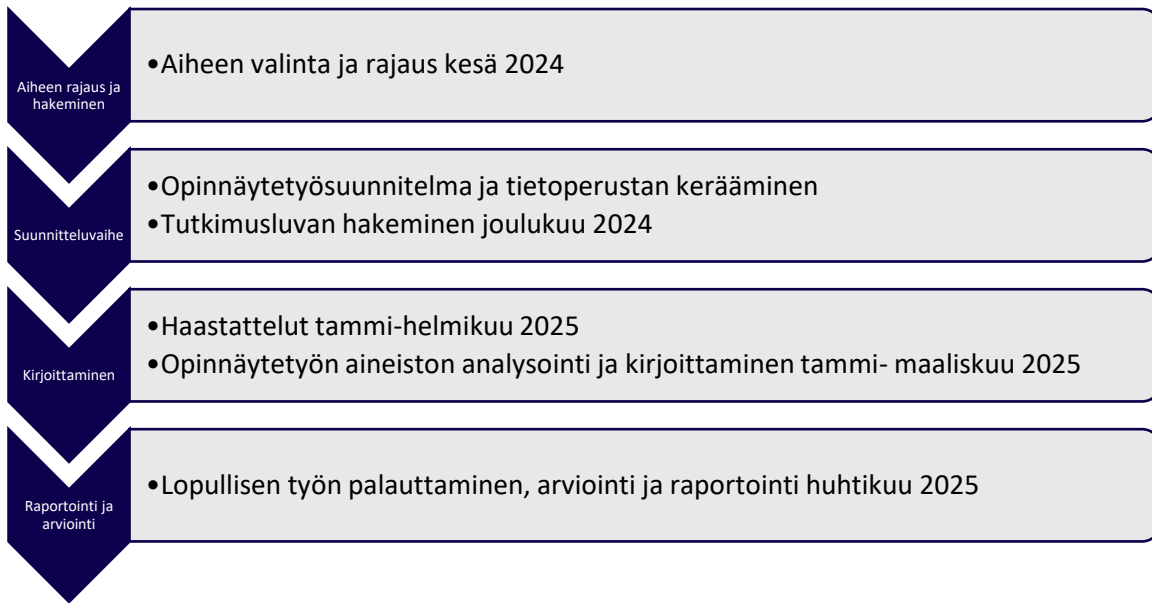 Aiheen rajaus ja
hakeminen
•Aiheen valinta ja rajaus kesä 2024
Suunnitteluvaihe
•Opinnäytetyösuunnitelma ja tietoperustan kerääminen
•Tutkimusluvan hakeminen joulukuu 2024
Kirjoittaminen
•Haastattelut tammi-helmikuu 2025
•Opinnäytetyön aineiston analysointi ja kirjoittaminen tammi- maaliskuu 2025
Raportointi ja
arviointi
•Lopullisen työn palauttaminen, arviointi ja raportointi huhtikuu 2025